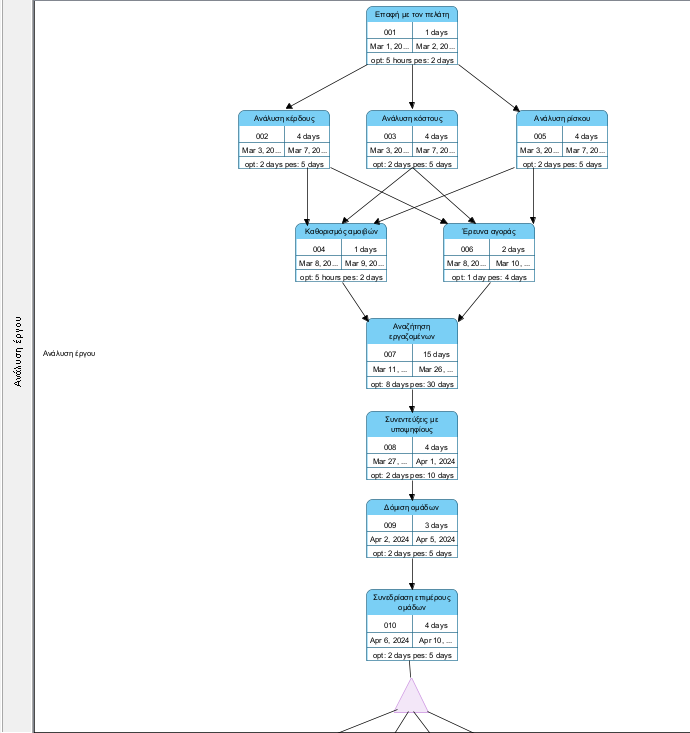 Επαφή με τον πελάτη
001 1 days
Mar 1, 20... Mar 2, 20...
opt: 5 hours pes: 2 days
Ανάλυση κέρδους
002 4 days
Mar 3, 20... Mar 7, 20...
opt: 2 days pes: 5 days
Ανάλυση κόστους
003 4 days
Mar 3, 20... Mar 7, 20...
opt: 2 days pes: 5 days
Ανάλυση ρίσκου
005 4 days
Mar 3, 20... Mar 7, 20...
opt: 2 days pes: 5 days
Καθορισμός αμοιβών
004 1 days
Mar 8, 20... Mar 9, 20...
opt: 5 hours pes: 2 days
Έρευνα αγοράς
006 2 days
Mar 8, 20... Mar 10, ...
opt: 1 day pes: 4 days
Ανάλυση έργου
Ανάλυση έργου
Αναζήτηση
εργαζομένων
007 15 days
Mar 11, ... Mar 26, ...
opt: 8 days pes: 30 days
Συνεντεύξεις με
υποψηφίους
008 4 days
Mar 27, ... Apr 1, 2024
opt: 2 days pes: 10 days
Δόμιση ομάδων
009 3 days
Apr 2, 2024 Apr 5, 2024
opt: 2 days pes: 5 days
Συνεδρίαση επιμέρους
ομάδων
010 4 days
Apr 6, 2024 Apr 10, ...
opt: 2 days pes: 5 days